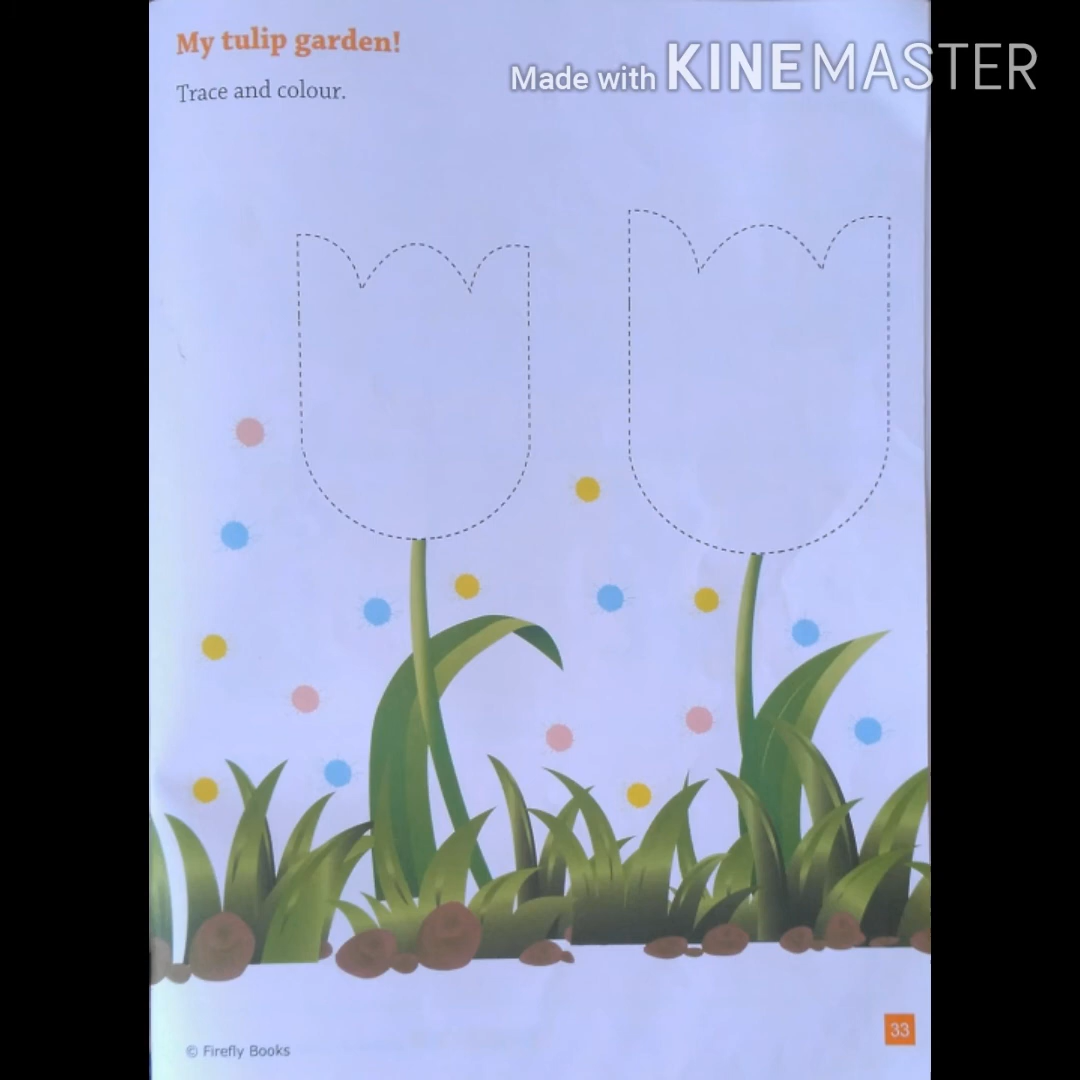 My tulip garden!
Made with KINEMASTER
Trace and colour.
33
© Firefly Books